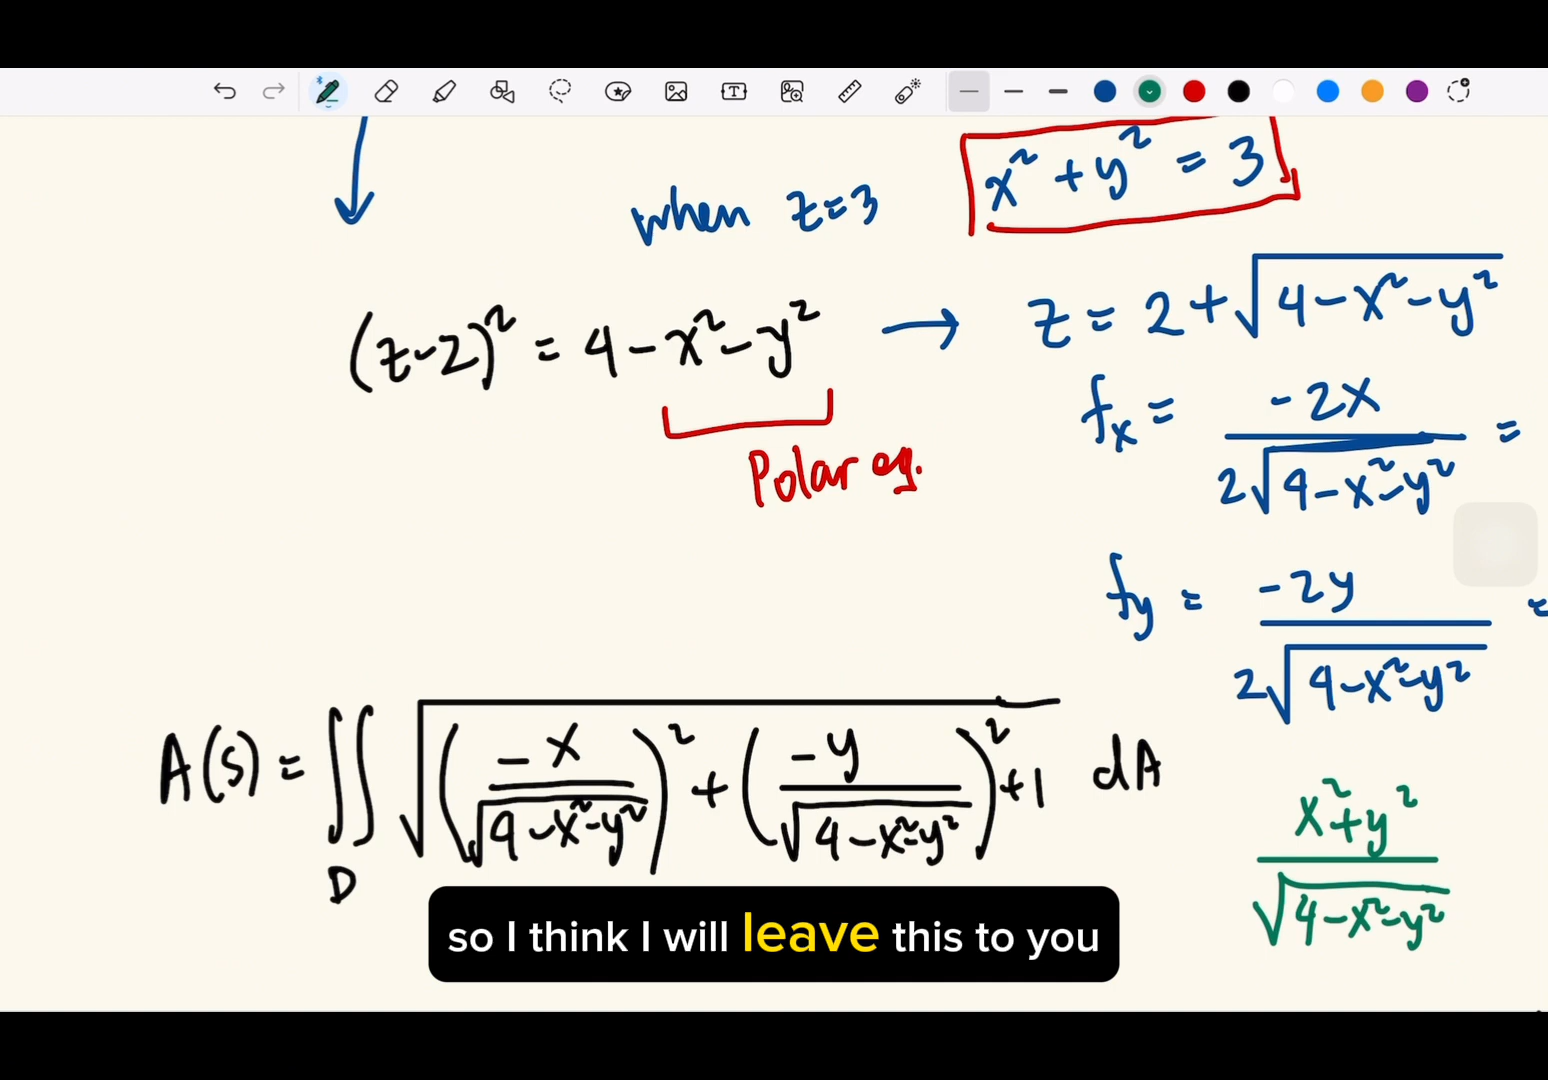 x² + y² = 3
when z=3
(z-2)² = 4-x²-y² → z = 2+√(4-x²-y²)
Polar eq.
fx = -2x / 2√(4-x²-y²) =
fy = -2y / 2√(4-x²-y²) =
A(S) = ∬D √((-x/√(4-x²-y²))² + (-y/√(4-x²-y²))² +1) dA
x²+y² / √(4-x²-y²)
so I think I will leave this to you